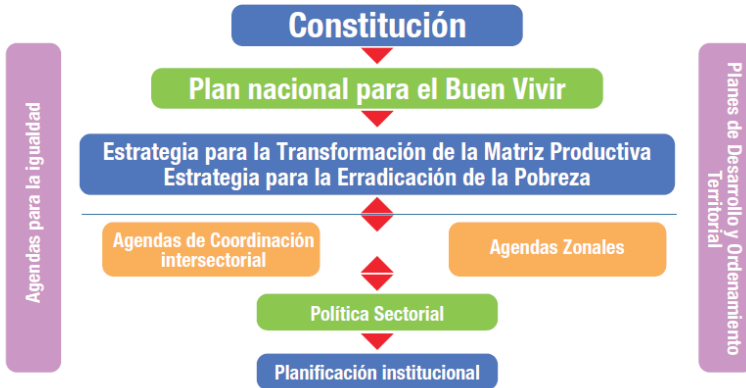 Constitución
Plan nacional para el Buen Vivir
Estrategia para la Transformación de la Matriz Productiva
Estrategia para la Erradicación de la Pobreza
Agendas de Coordinación
intersectorial
Agendas Zonales
Política Sectorial
Planificación institucional
Agendas para la igualdad
Planes de Desarrollo y Ordenamiento
Territorial